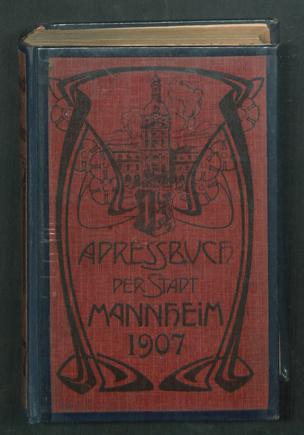 ADRESSBUCH
DER STADT
MANNHEIM
1907